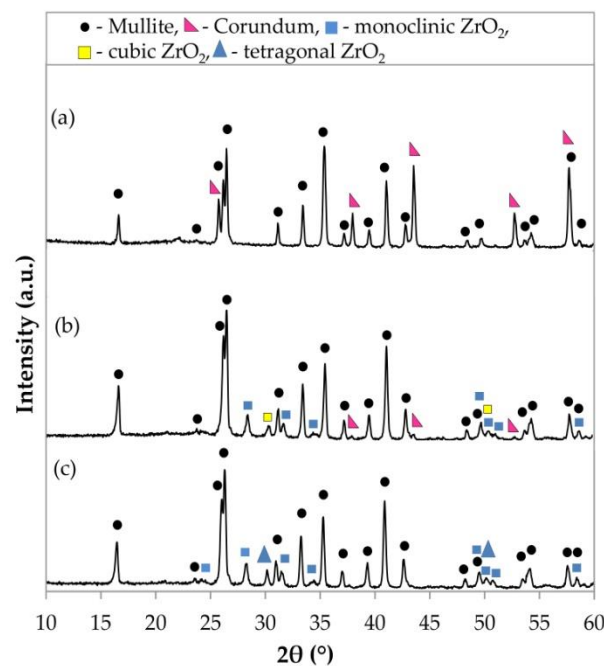 - Mullite, - Corundum, - monoclinic ZrO₂,
- cubic ZrO₂, - tetragonal ZrO₂
(a)
(b)
(c)
Intensity (a.u.)
10 15 20 25 30 35 40 45 50 55 60
2θ (°)